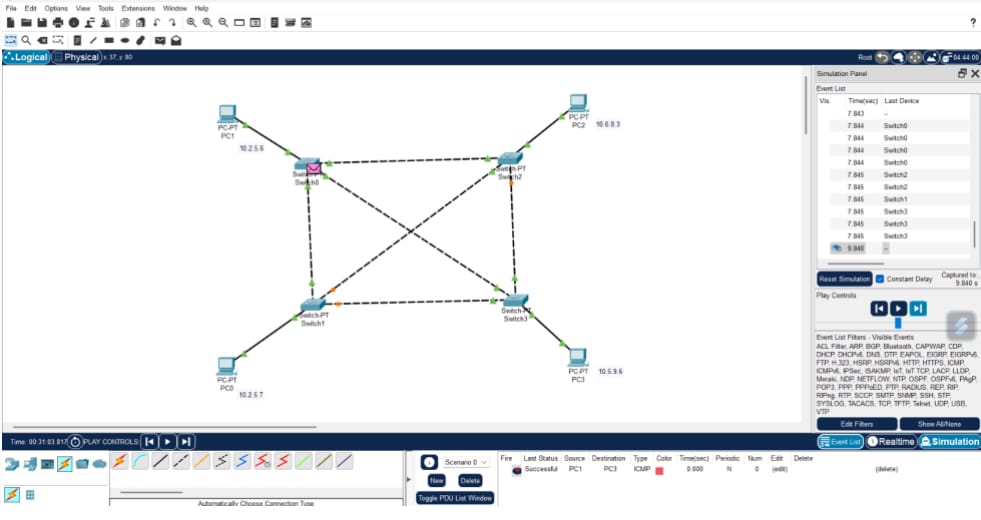 File Edit Options View Tools Extensions Window Help
?
Logical Physical x: 37, y: 80 Root 04:44:00
Simulation Panel
Event List
Vis. Time(sec) Last Device
7.843 --
7.844 Switch0
7.844 Switch0
7.844 Switch0
7.844 Switch0
7.845 Switch2
7.845 Switch2
7.845 Switch1
7.845 Switch3
7.845 Switch3
7.845 Switch3
9.840 --
Reset Simulation Constant Delay Captured to:
9.840 s
Play Controls
Event List Filters - Visible Events
ACL Filter, ARP, BGP, Bluetooth, CAPWAP, CDP,
DHCP, DHCPv6, DNS, DTP, EAPOL, EIGRP, EIGRPv6,
FTP, H.323, HSRP, HSRPv6, HTTP, HTTPS, ICMP,
ICMPv6, IPSec, ISAKMP, IoT, IoT TCP, LACP, LLDP,
Meraki, NDP, NETFLOW, NTP, OSPF, OSPFv6, PAgP,
POP3, PPP, PPPoED, PTP, RADIUS, REP, RIP,
RIPng, RTP, SCCP, SMTP, SNMP, SSH, STP,
SYSLOG, TACACS, TCP, TFTP, Telnet, UDP, USB,
VTP
Edit Filters Show All/None
Event List Realtime Simulation
PC-PT
PC1
10.2.5.6
PC-PT
PC2
10.6.8.3
Switch0
Switch-PT
Switch2
Switch-PT
Switch1
Switch-PT
Switch3
PC-PT
PC0
10.2.5.7
PC-PT
PC3
10.5.9.6
Time: 00:31:03.817 PLAY CONTROLS:
Automatically Choose Connection Type
Scenario 0
New Delete
Toggle PDU List Window
Fire Last Status Source Destination Type Color Time(sec) Periodic Num Edit Delete
Successful PC1 PC3 ICMP 0.000 N 0 (edit) (delete)